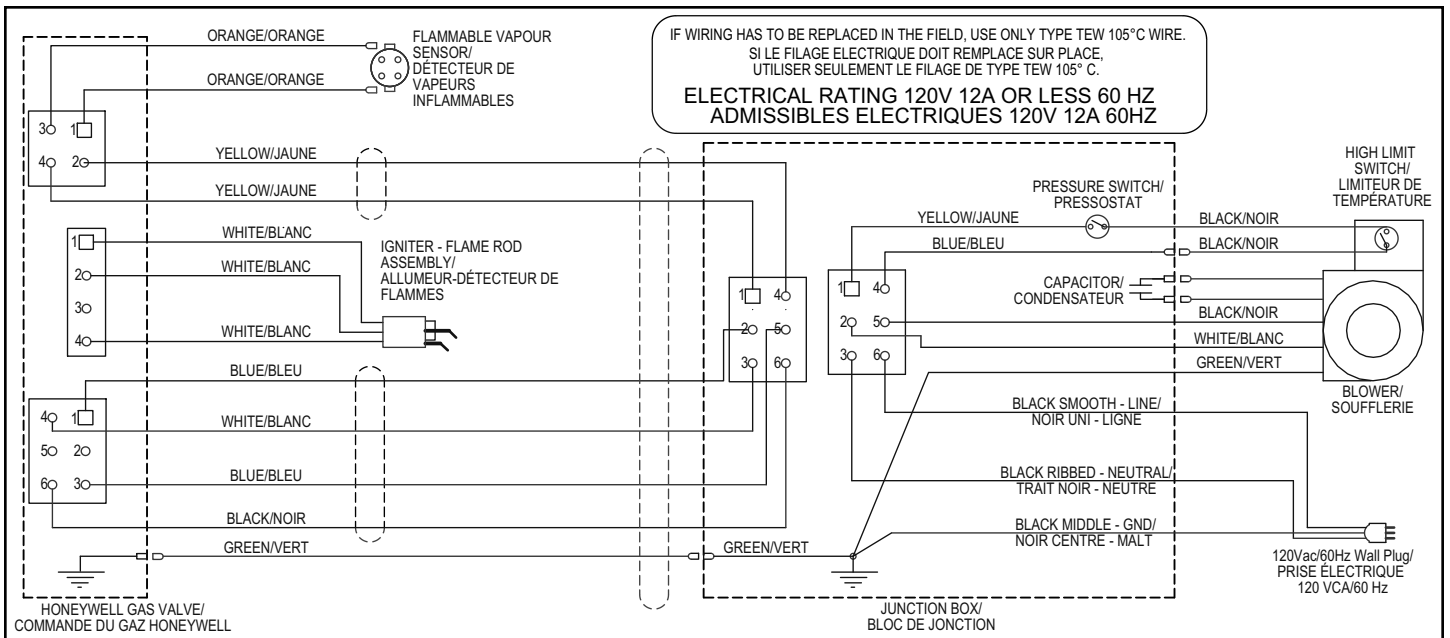 ORANGE/ORANGE
ORANGE/ORANGE
FLAMMABLE VAPOUR
SENSOR/
DÉTECTEUR DE
VAPEURS
INFLAMMABLES
IF WIRING HAS TO BE REPLACED IN THE FIELD, USE ONLY TYPE TEW 105°C WIRE.
SI LE FILAGE ELECTRIQUE DOIT REMPLACE SUR PLACE,
UTILISER SEULEMENT LE FILAGE DE TYPE TEW 105° C.
ELECTRICAL RATING 120V 12A OR LESS 60 HZ
ADMISSIBLES ELECTRIQUES 120V 12A 60HZ
3 1
4 2
YELLOW/JAUNE
YELLOW/JAUNE
1
2
3
4
WHITE/BLANC
WHITE/BLANC
WHITE/BLANC
IGNITER - FLAME ROD
ASSEMBLY/
ALLUMEUR-DÉTECTEUR DE
FLAMMES
4 1
5 2
6 3
BLUE/BLEU
WHITE/BLANC
BLUE/BLEU
BLACK/NOIR
GREEN/VERT
HONEYWELL GAS VALVE/
COMMANDE DU GAZ HONEYWELL
1 4
2 5
3 6
1 4
2 5
3 6
PRESSURE SWITCH/
PRESSOSTAT
YELLOW/JAUNE
BLUE/BLEU
BLACK/NOIR
BLACK/NOIR
HIGH LIMIT
SWITCH/
LIMITEUR DE
TEMPÉRATURE
CAPACITOR/
CONDENSATEUR
BLACK/NOIR
WHITE/BLANC
GREEN/VERT
BLOWER/
SOUFFLERIE
BLACK SMOOTH - LINE/
NOIR UNI - LIGNE
BLACK RIBBED - NEUTRAL/
TRAIT NOIR - NEUTRE
BLACK MIDDLE - GND/
NOIR CENTRE - MALT
GREEN/VERT
120Vac/60Hz Wall Plug/
PRISE ÉLECTRIQUE
120 VCA/60 Hz
JUNCTION BOX/
BLOC DE JONCTION